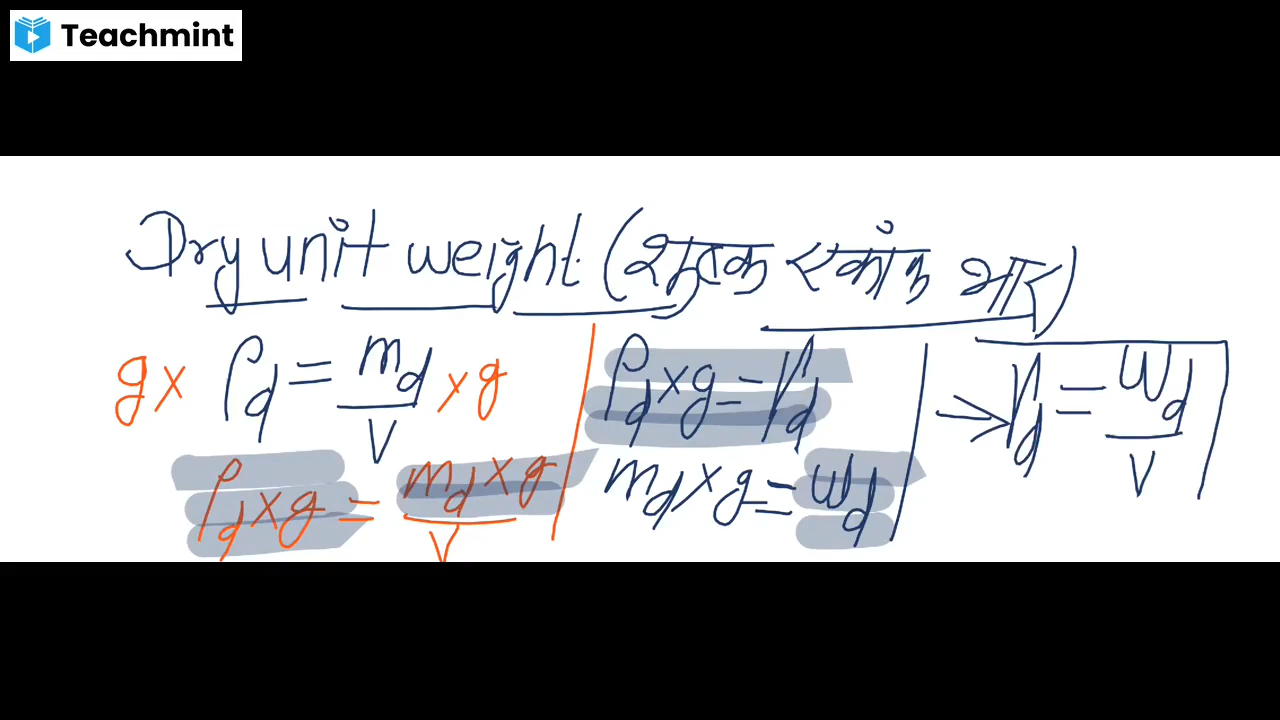 Teachmint
Dry unit weight (शुष्क एकांक भार)
g× ρd = md/V ×g
ρd×g = md×g/V
ρd×g = γd
md×g = Wd
→ γd = Wd/V